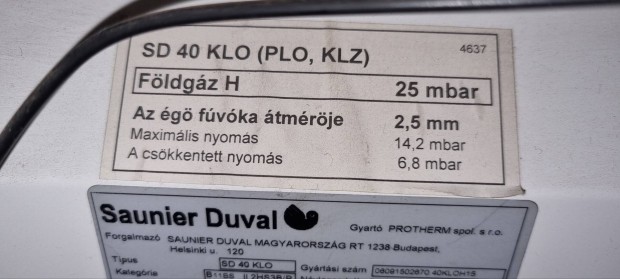 SD 40 KLO (PLO, KLZ) 4637
Földgáz H 25 mbar
Az égö fúvóka átméröje 2,5 mm
Maximális nyomás 14,2 mbar
A csökkentett nyomás 6,8 mbar
Saunier Duval Gyártó PROTHERM spol. s r.o.
Forgalmazó SAUNIER DUVAL MAGYARORSZÁG RT 1238 Budapest,
Helsinki u. 120
Típus SD 40 KLO Gyártási szám
Kategória